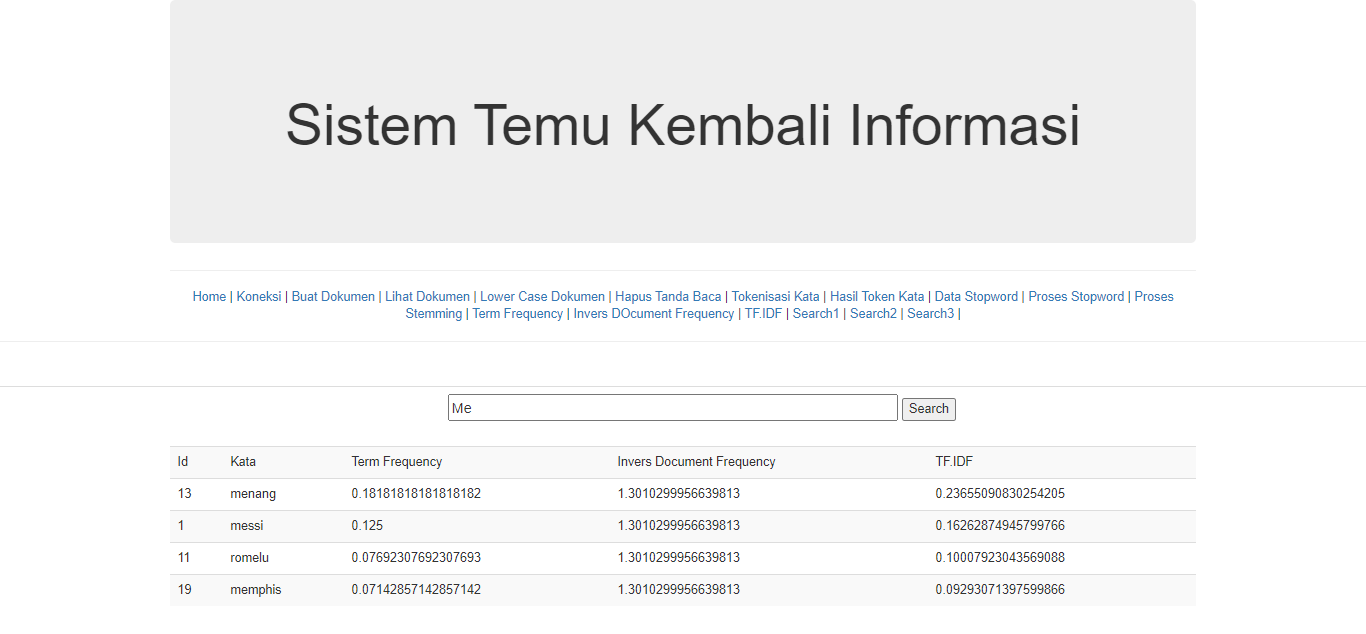 Sistem Temu Kembali Informasi
Home | Koneksi | Buat Dokumen | Lihat Dokumen | Lower Case Dokumen | Hapus Tanda Baca | Tokenisasi Kata | Hasil Token Kata | Data Stopword | Proses Stopword | Proses
Stemming | Term Frequency | Invers DOcument Frequency | TF.IDF | Search1 | Search2 | Search3 |
Me Search
Id Kata Term Frequency Invers Document Frequency TF.IDF
13 menang 0.18181818181818182 1.3010299956639813 0.23655090830254205
1 messi 0.125 1.3010299956639813 0.16262874945799766
11 romelu 0.07692307692307693 1.3010299956639813 0.10007923043569088
19 memphis 0.07142857142857142 1.3010299956639813 0.09293071397599866